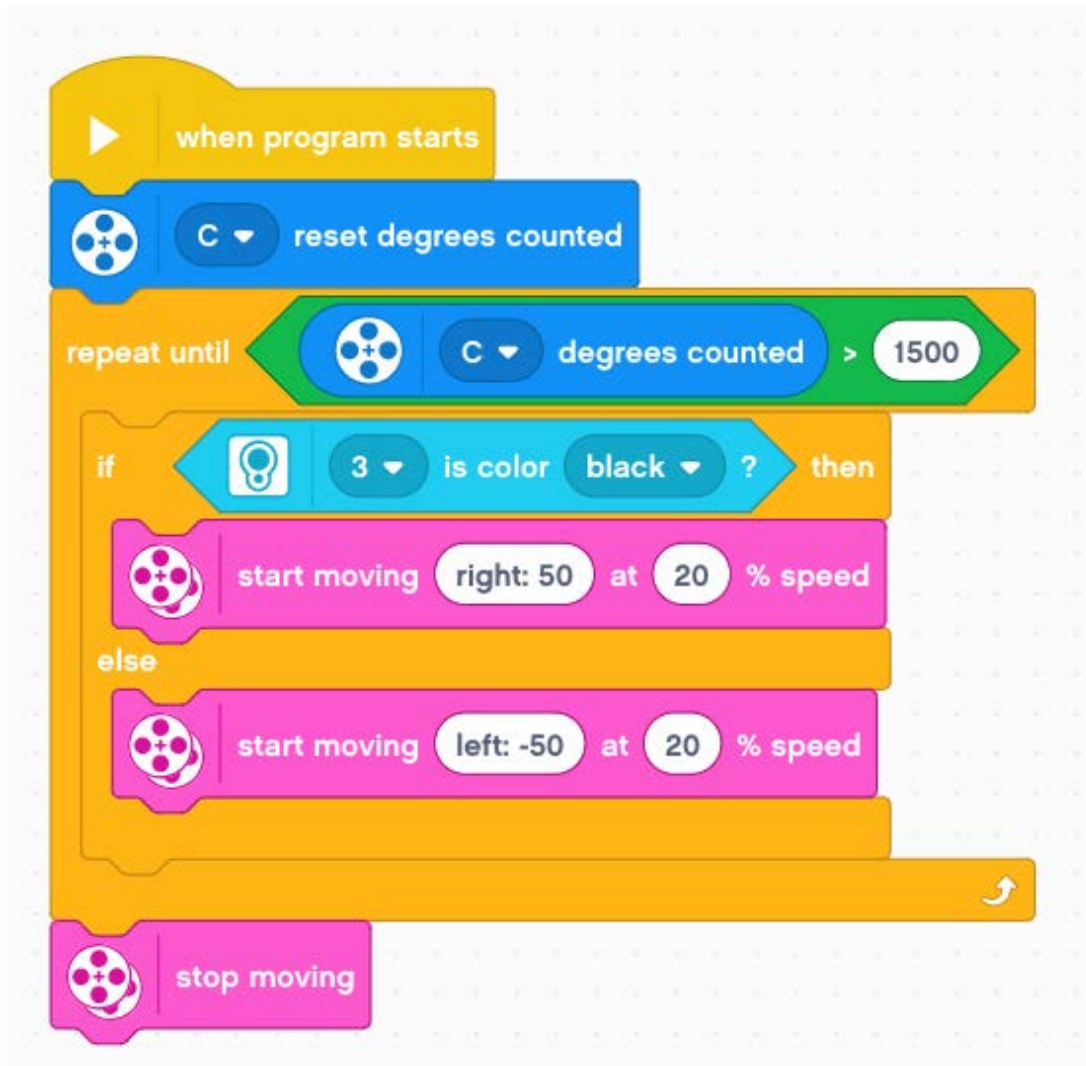 when program starts
C reset degrees counted
repeat until C degrees counted > 1500
if 3 is color black ? then
start moving right: 50 at 20 % speed
else
start moving left: -50 at 20 % speed
stop moving